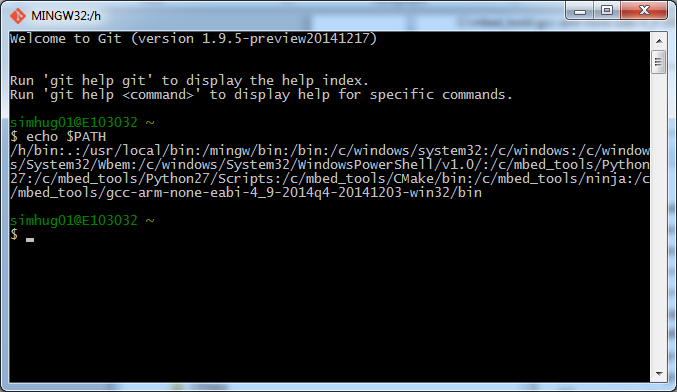 MINGW32:/h
Welcome to Git (version 1.9.5-preview20141217)
Run 'git help git' to display the help index.
Run 'git help <command>' to display help for specific commands.
simhug01@E103032 ~
$ echo $PATH
/h/bin:.:/usr/local/bin:/mingw/bin:/bin:/c/windows/system32:/c/windows:/c/window
s/System32/Wbem:/c/windows/System32/WindowsPowerShell/v1.0/:/c/mbed_tools/Python
27:/c/mbed_tools/Python27/Scripts:/c/mbed_tools/CMake/bin:/c/mbed_tools/ninja:/c
/mbed_tools/gcc-arm-none-eabi-4_9-2014q4-20141203-win32/bin
simhug01@E103032 ~
$